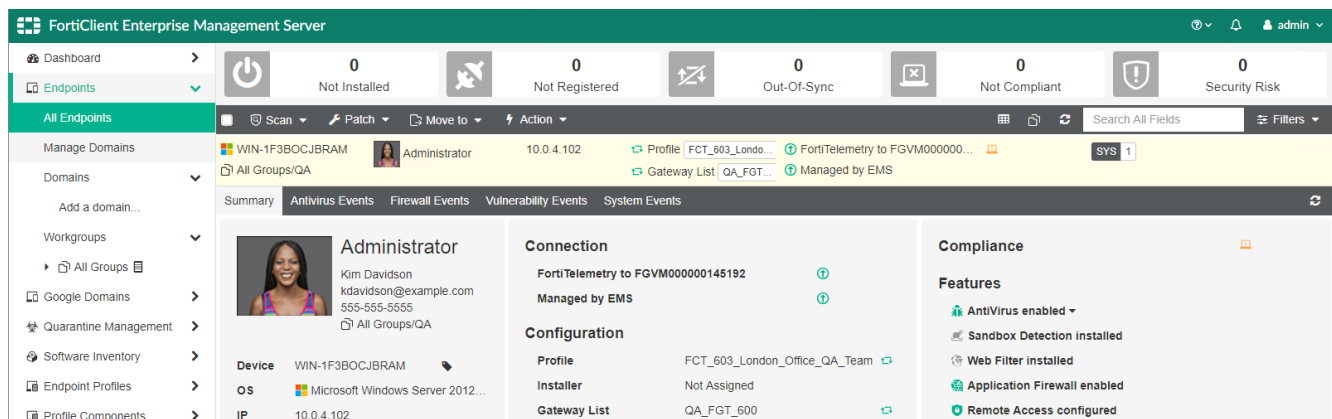 FortiClient Enterprise Management Server
admin
Dashboard
Endpoints
All Endpoints
Manage Domains
Domains
Add a domain...
Workgroups
All Groups
Google Domains
Quarantine Management
Software Inventory
Endpoint Profiles
Profile Components
0
Not Installed
0
Not Registered
0
Out-Of-Sync
0
Not Compliant
0
Security Risk
Scan Patch Move to Action Search All Fields Filters
WIN-1F3BOCJBRAM Administrator 10.0.4.102 Profile FCT_603_Londo... FortiTelemetry to FGVM000000... SYS 1
All Groups/QA Gateway List QA_FGT... Managed by EMS
Summary Antivirus Events Firewall Events Vulnerability Events System Events
Administrator
Kim Davidson
kdavidson@example.com
555-555-5555
All Groups/QA
Device WIN-1F3BOCJBRAM
OS Microsoft Windows Server 2012...
IP 10.0.4.102
Connection
FortiTelemetry to FGVM000000145192
Managed by EMS
Configuration
Profile FCT_603_London_Office_QA_Team
Installer Not Assigned
Gateway List QA_FGT_600
Compliance
Features
AntiVirus enabled
Sandbox Detection installed
Web Filter installed
Application Firewall enabled
Remote Access configured